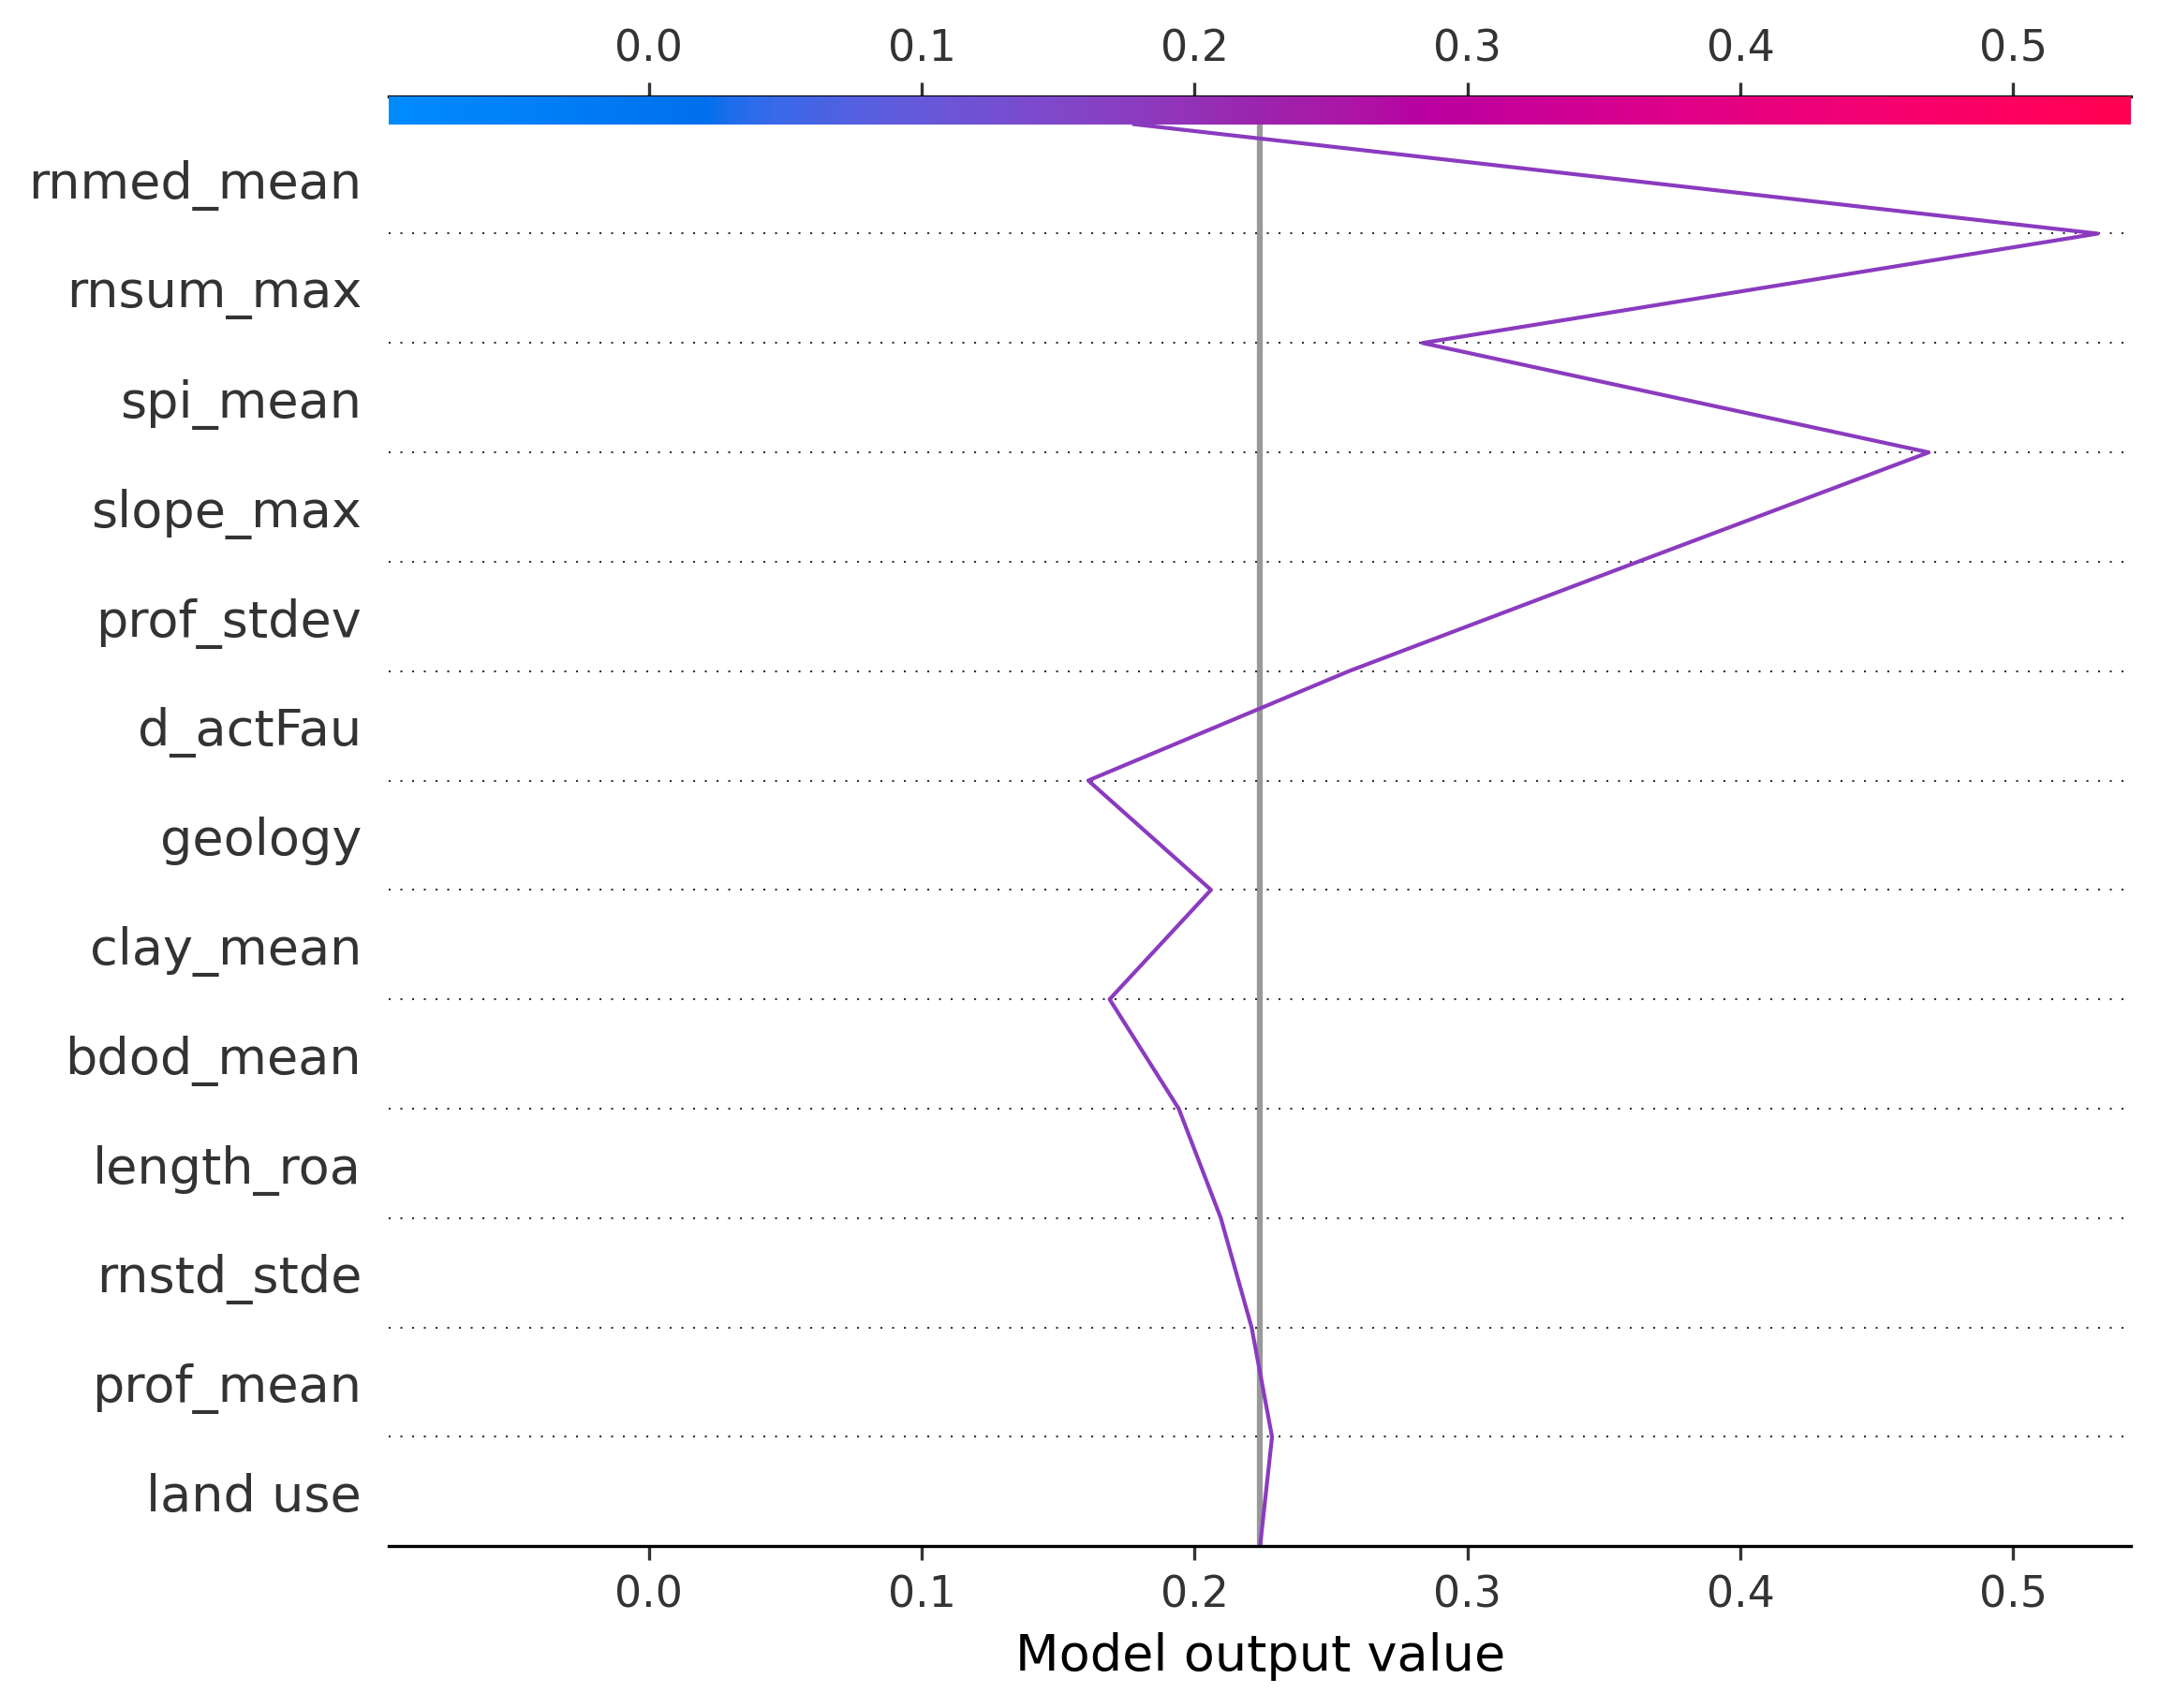 0.0 0.1 0.2 0.3 0.4 0.5
rnmed_mean
rnsum_max
spi_mean
slope_max
prof_stdev
d_actFau
geology
clay_mean
bdod_mean
length_roa
rnstd_stde
prof_mean
land use
0.0 0.1 0.2 0.3 0.4 0.5
Model output value